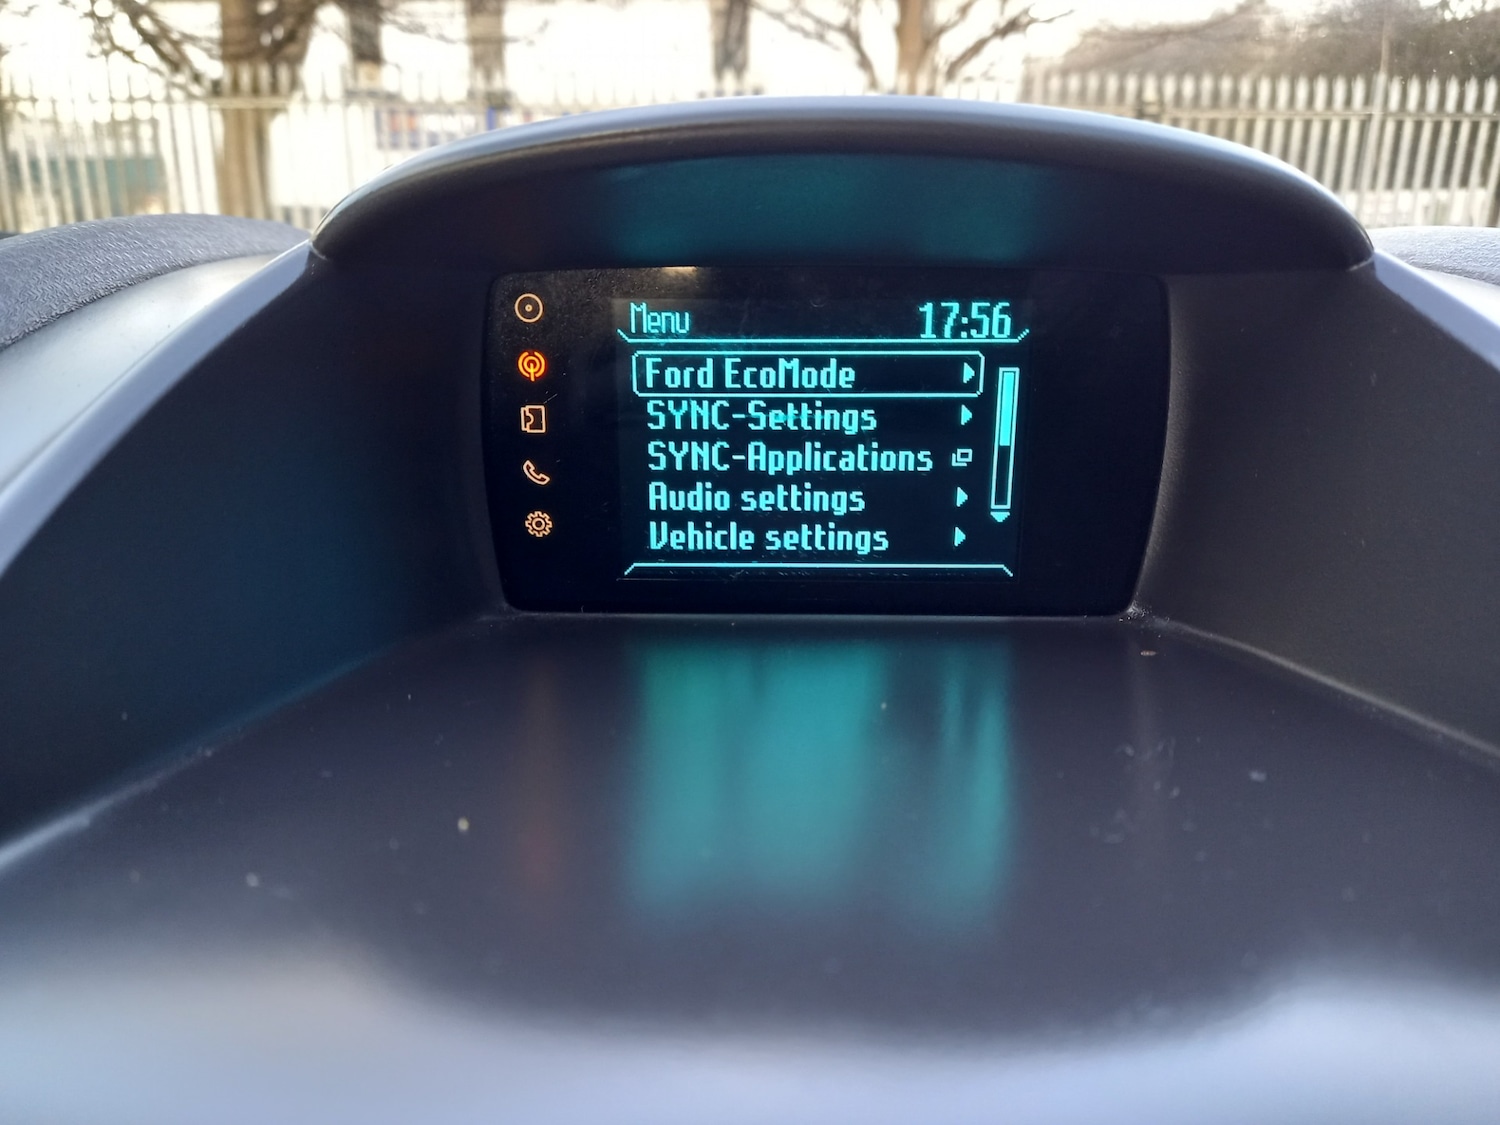 Menu 17:56
Ford EcoMode
SYNC-Settings
SYNC-Applications
Audio settings
Vehicle settings